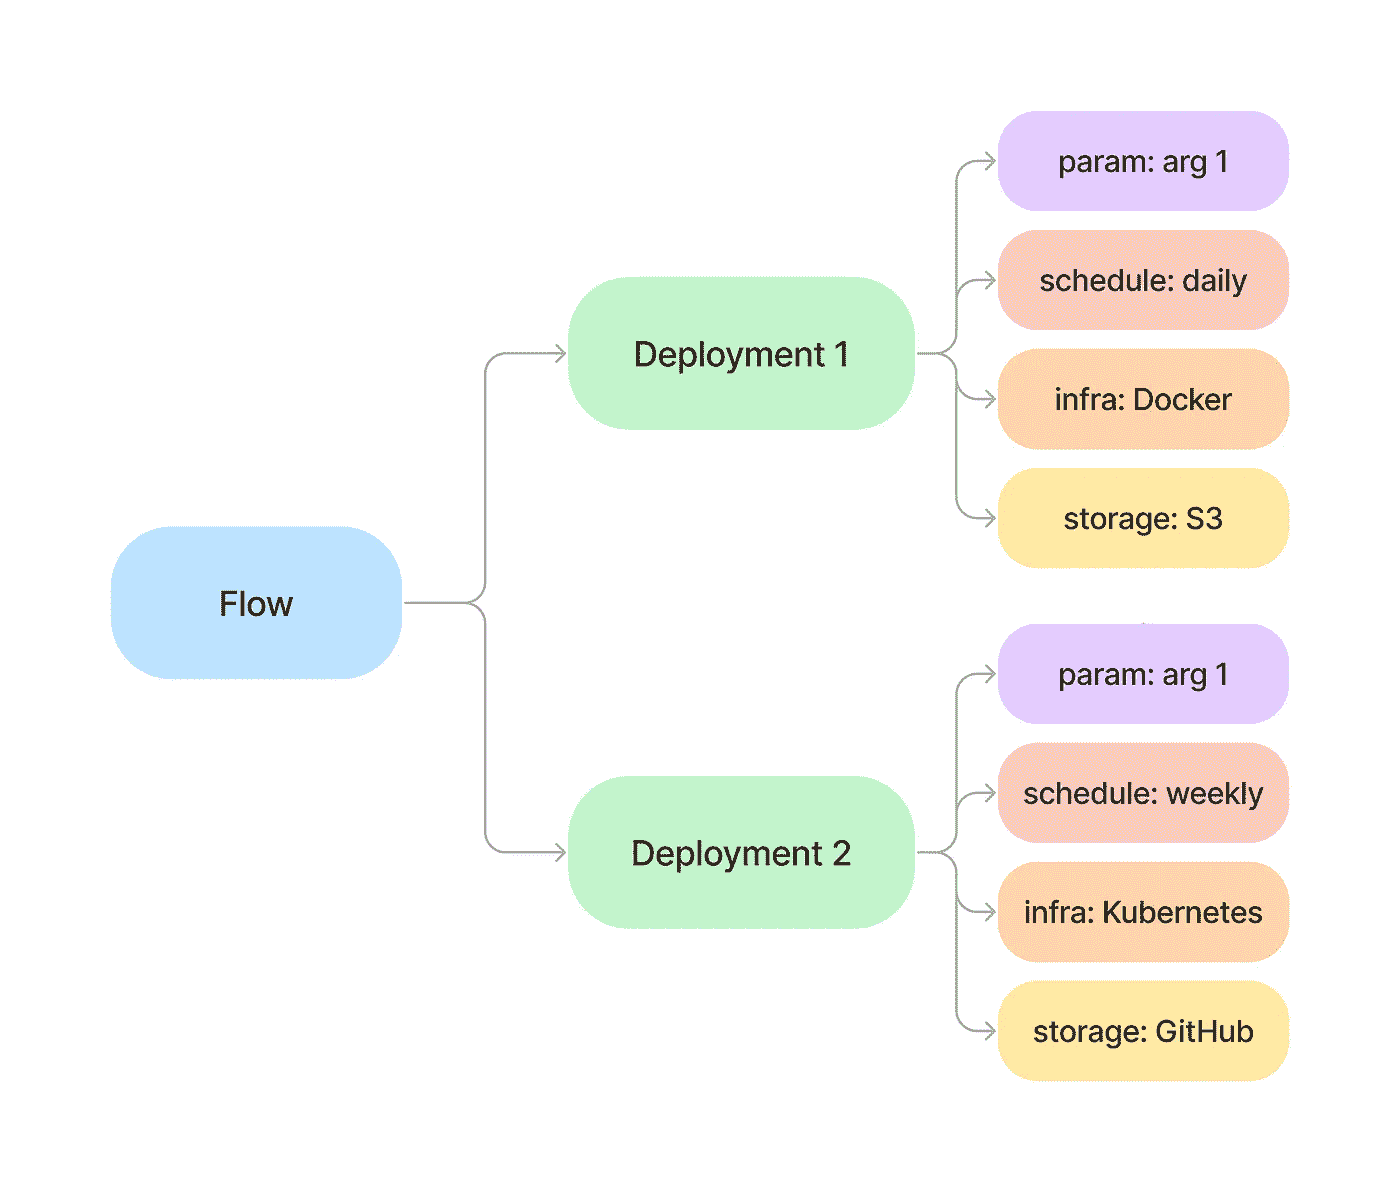 Flow
Deployment 1
param: arg 1
schedule: daily
infra: Docker
storage: S3
Deployment 2
param: arg 1
schedule: weekly
infra: Kubernetes
storage: GitHub